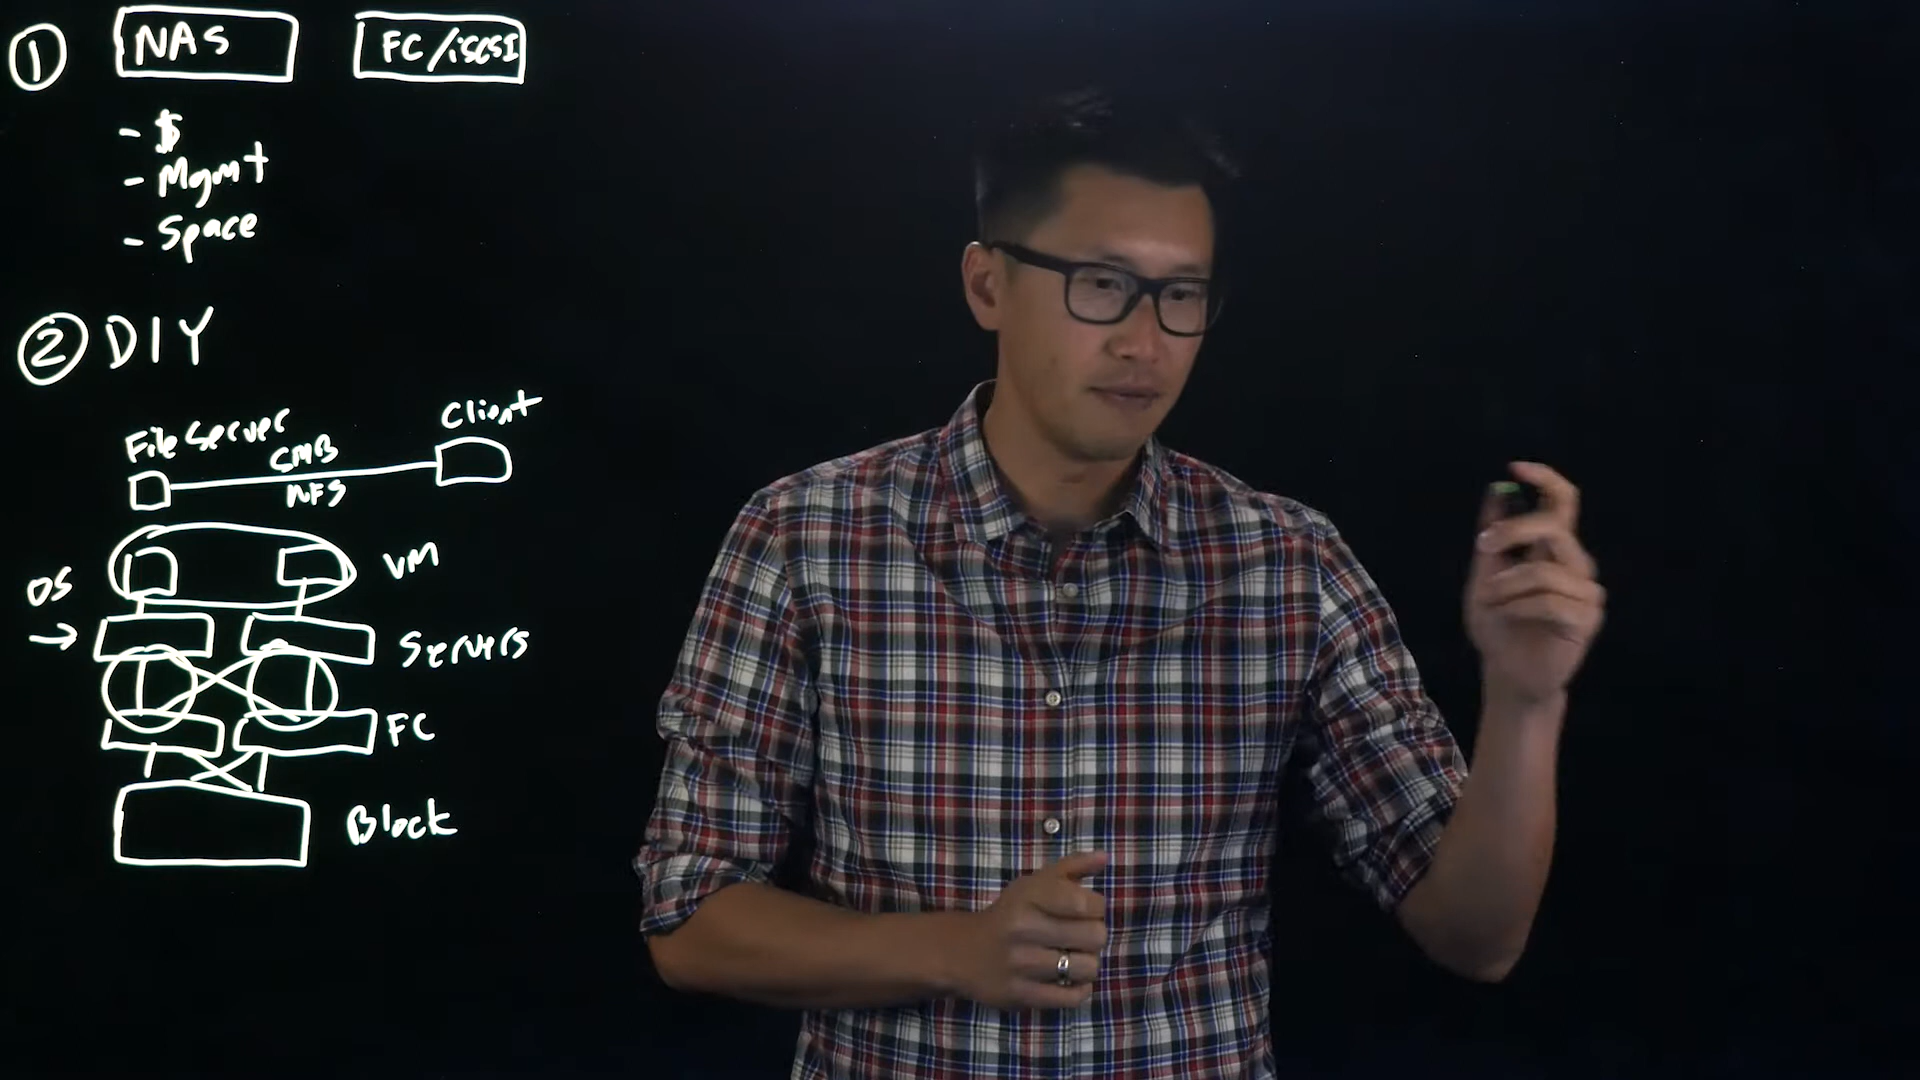 ① NAS FC/iSCSI
- $
- Mgmt
- Space
② DIY
File Server Client
SMB
NFS
OS VM
→ Servers
FC
Block